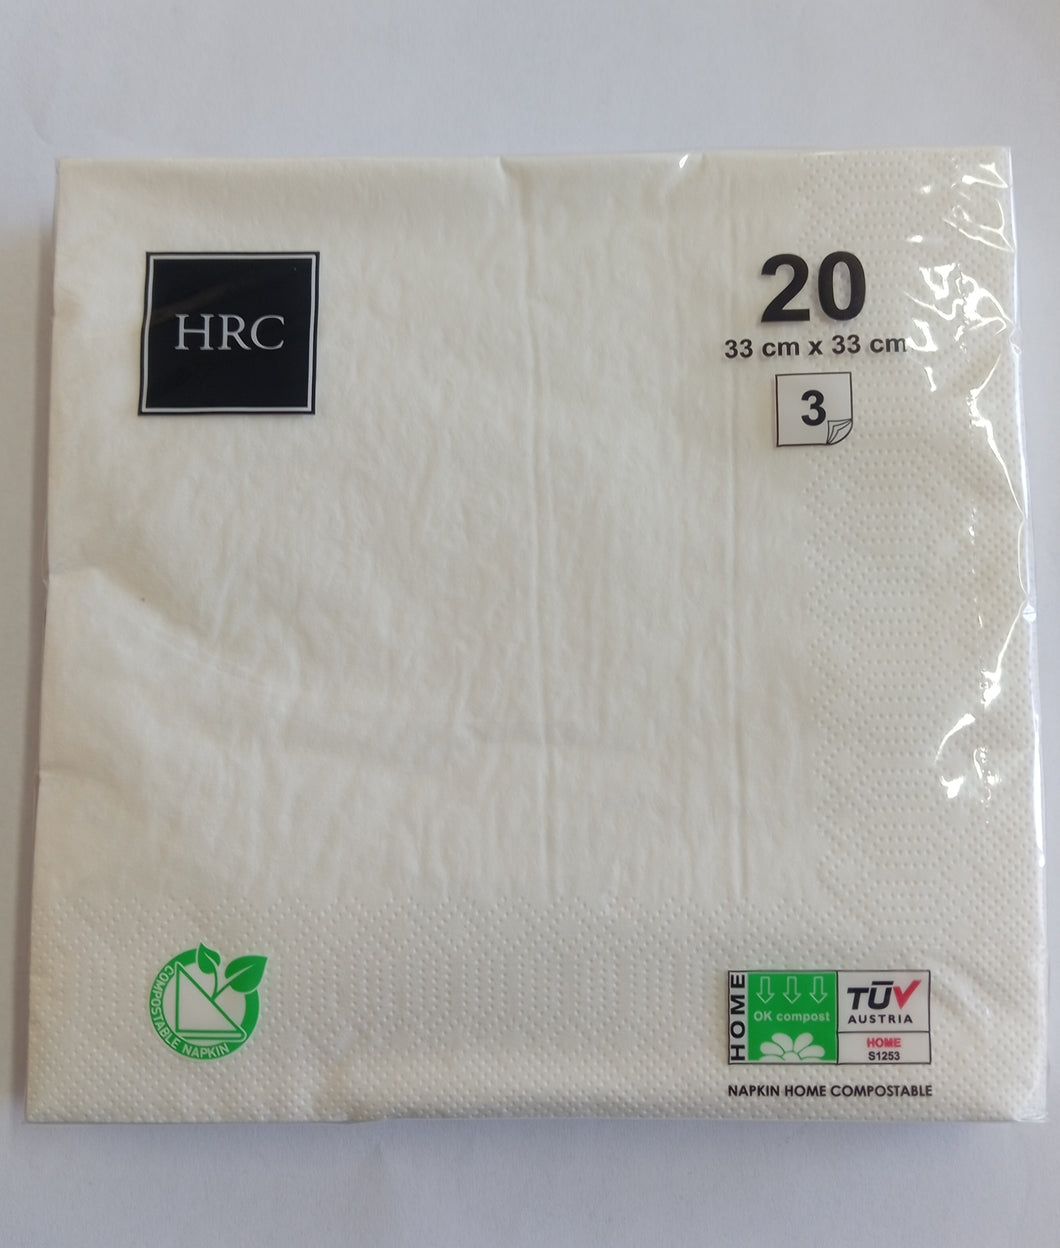 HRC
20
33 cm x 33 cm
3
COMPOSTABLE NAPKIN
HOME
OK compost
TÜV
AUSTRIA
HOME
S1253
NAPKIN HOME COMPOSTABLE